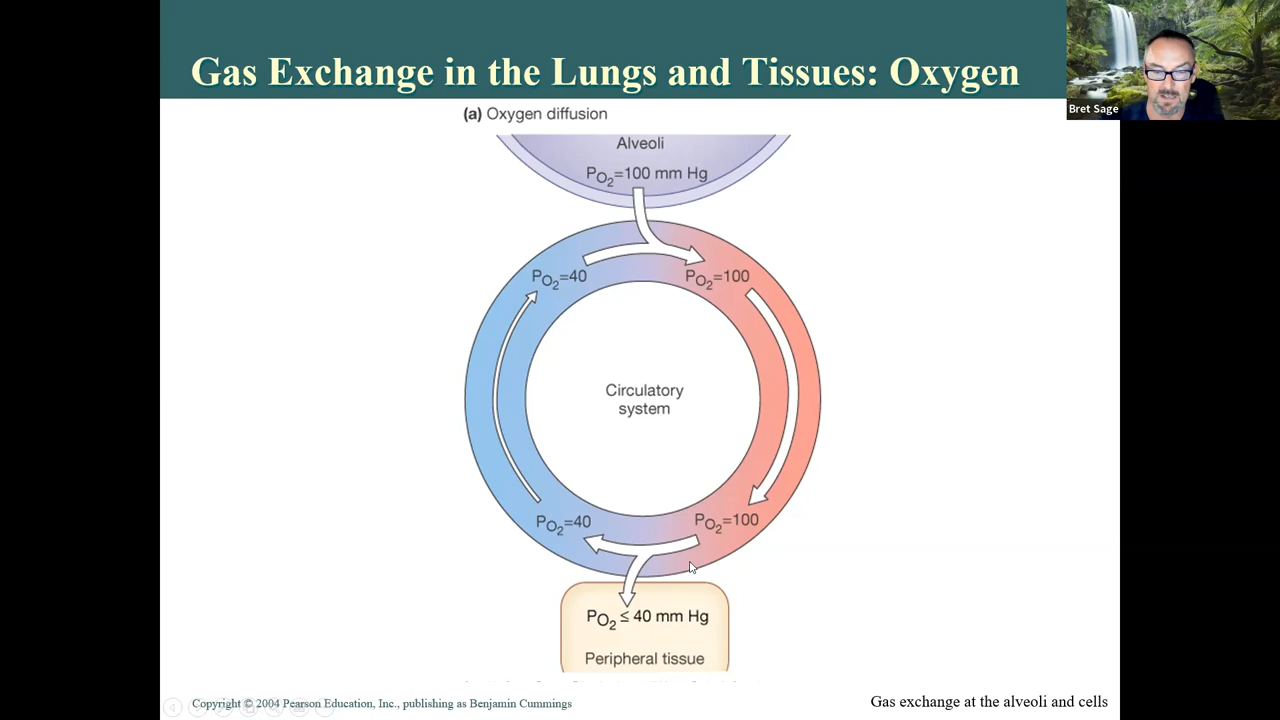 Gas Exchange in the Lungs and Tissues: Oxygen
Bret Sage
(a) Oxygen diffusion
Alveoli
PO2=100 mm Hg
PO2=40
PO2=100
Circulatory
system
PO2=40
PO2=100
PO2 ≤ 40 mm Hg
Peripheral tissue
Copyright © 2004 Pearson Education, Inc., publishing as Benjamin Cummings
Gas exchange at the alveoli and cells